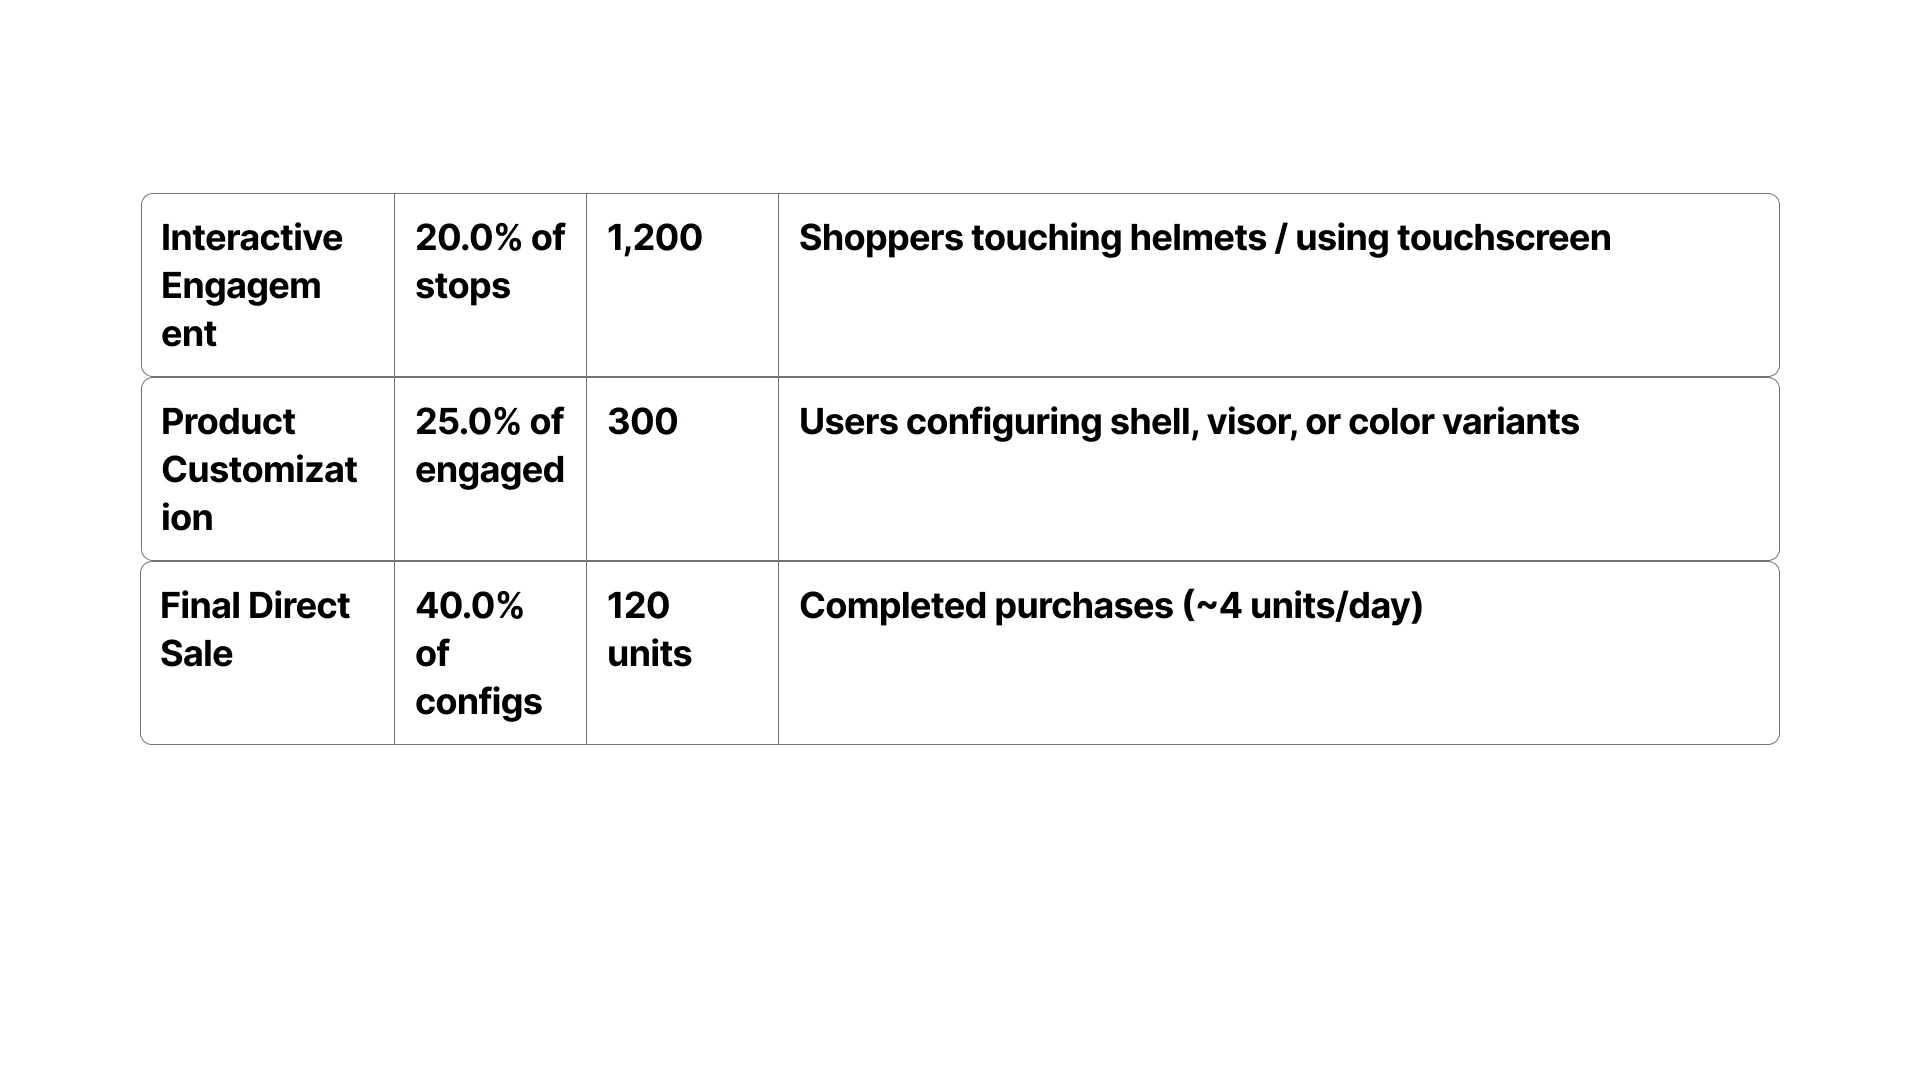 Interactive
Engagem
ent
20.0% of
stops
1,200
Shoppers touching helmets / using touchscreen
Product
Customizat
ion
25.0% of
engaged
300
Users configuring shell, visor, or color variants
Final Direct
Sale
40.0%
of
configs
120
units
Completed purchases (~4 units/day)